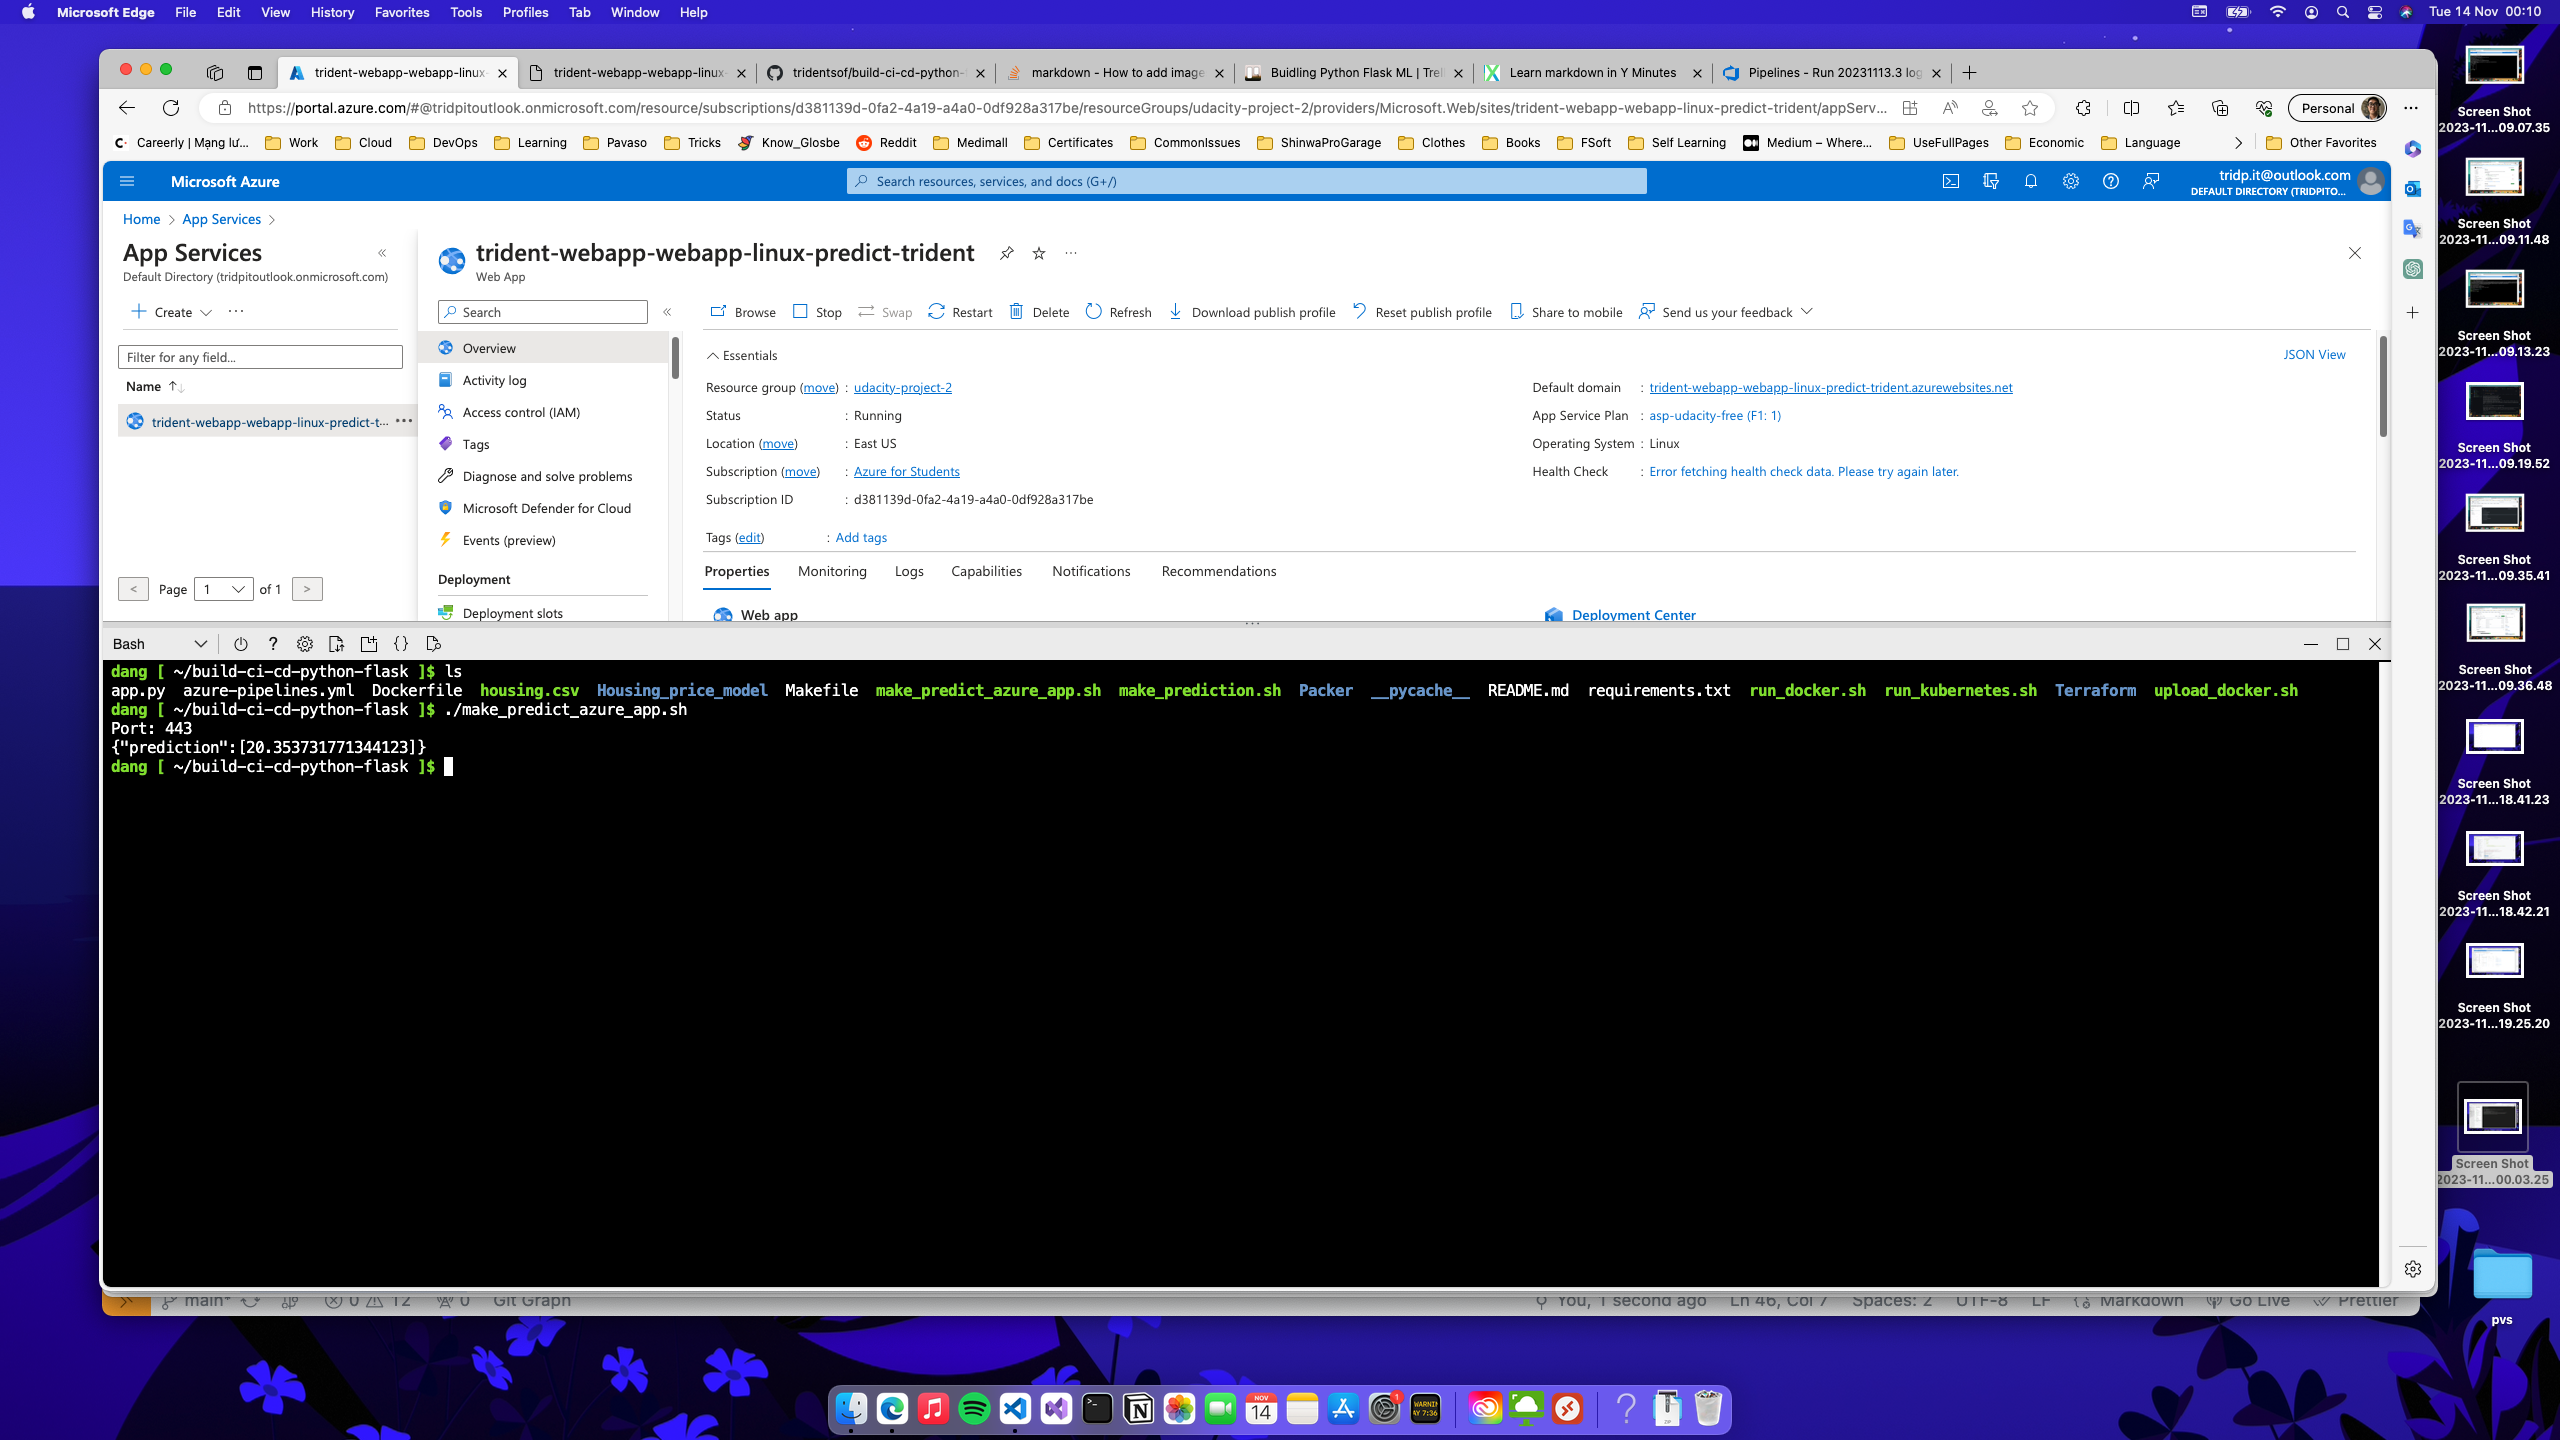 Microsoft Edge File Edit View History Favorites Tools Profiles Tab Window Help Tue 14 Nov 00:10
trident-webapp-webapp-linux- trident-webapp-webapp-linux- tridentsof/build-ci-cd-python- markdown - How to add image Buidling Python Flask ML | Trel Learn markdown in Y Minutes Pipelines - Run 20231113.3 log
https://portal.azure.com/#@tridpitoutlook.onmicrosoft.com/resource/subscriptions/d381139d-0fa2-4a19-a4a0-0df928a317be/resourceGroups/udacity-project-2/providers/Microsoft.Web/sites/trident-webapp-webapp-linux-predict-trident/appServ... Personal
Careerly | Mạng lư... Work Cloud DevOps Learning Pavaso Tricks Know_Glosbe Reddit Medimall Certificates CommonIssues ShinwaProGarage Clothes Books FSoft Self Learning Medium – Where... UseFullPages Economic Language Other Favorites
Microsoft Azure Search resources, services, and docs (G+/) tridp.it@outlook.com
DEFAULT DIRECTORY (TRIDPITO...
Home > App Services >
App Services
Default Directory (tridpitoutlook.onmicrosoft.com)
Create
Filter for any field...
Name
trident-webapp-webapp-linux-predict-t...
< Page 1 of 1 >
trident-webapp-webapp-linux-predict-trident
Web App
Search
Overview
Activity log
Access control (IAM)
Tags
Diagnose and solve problems
Microsoft Defender for Cloud
Events (preview)
Deployment
Deployment slots
Browse Stop Swap Restart Delete Refresh Download publish profile Reset publish profile Share to mobile Send us your feedback
Essentials JSON View
Resource group (move) : udacity-project-2
Status : Running
Location (move) : East US
Subscription (move) : Azure for Students
Subscription ID : d381139d-0fa2-4a19-a4a0-0df928a317be
Tags (edit) : Add tags
Default domain : trident-webapp-webapp-linux-predict-trident.azurewebsites.net
App Service Plan : asp-udacity-free (F1: 1)
Operating System : Linux
Health Check : Error fetching health check data. Please try again later.
Properties Monitoring Logs Capabilities Notifications Recommendations
Web app Deployment Center
Bash
dang [ ~/build-ci-cd-python-flask ]$ ls
app.py azure-pipelines.yml Dockerfile housing.csv Housing_price_model Makefile make_predict_azure_app.sh make_prediction.sh Packer __pycache__ README.md requirements.txt run_docker.sh run_kubernetes.sh Terraform upload_docker.sh
dang [ ~/build-ci-cd-python-flask ]$ ./make_predict_azure_app.sh
Port: 443
{"prediction":[20.353731771344123]}
dang [ ~/build-ci-cd-python-flask ]$
main* 0 12 0 Git Graph You, 1 second ago Ln 46, Col 7 Spaces: 2 UTF-8 LF Markdown Go Live Prettier
Screen Shot
2023-11...09.07.35
Screen Shot
2023-11...09.11.48
Screen Shot
2023-11...09.13.23
Screen Shot
2023-11...09.19.52
Screen Shot
2023-11...09.35.41
Screen Shot
2023-11...09.36.48
Screen Shot
2023-11...18.41.23
Screen Shot
2023-11...18.42.21
Screen Shot
2023-11...19.25.20
Screen Shot
2023-11...00.03.25
pvs
NOV
14
1